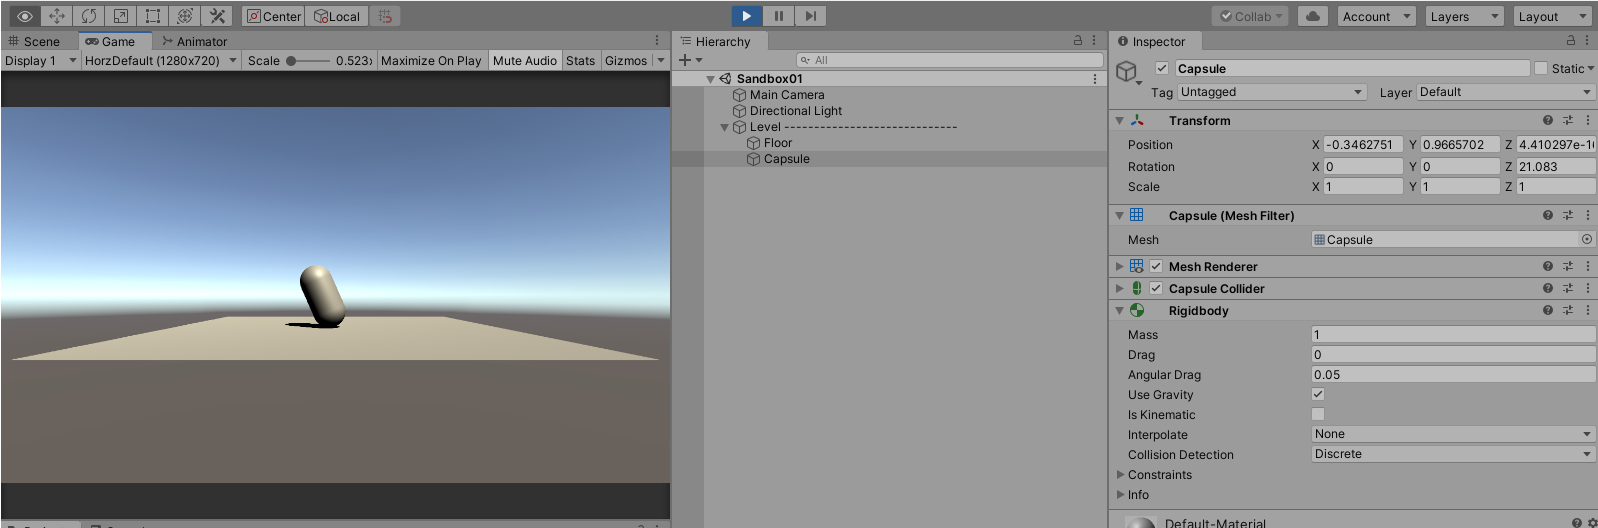 Center Local Collab Account Layers Layout
Scene Game Animator
Display 1 HorzDefault (1280x720) Scale 0.523 Maximize On Play Mute Audio Stats Gizmos
Hierarchy
All
Sandbox01
Main Camera
Directional Light
Level -----------------------------
Floor
Capsule
Inspector
Capsule Static
Tag Untagged Layer Default
Transform
Position X -0.3462751 Y 0.9665702 Z 4.410297e-1
Rotation X 0 Y 0 Z 21.083
Scale X 1 Y 1 Z 1
Capsule (Mesh Filter)
Mesh Capsule
Mesh Renderer
Capsule Collider
Rigidbody
Mass 1
Drag 0
Angular Drag 0.05
Use Gravity
Is Kinematic
Interpolate None
Collision Detection Discrete
Constraints
Info
Default-Material